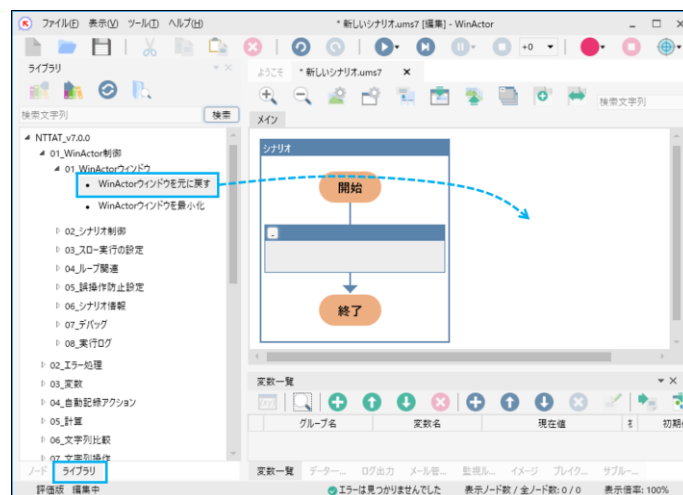 * 新しいシナリオ.ums7 [編集] - WinActor
ファイル(F) 表示(V) ツール(T) ヘルプ(H)
+0
ライブラリ
検索文字列 検索
NTTAT_v7.0.0
01_WinActor制御
01_WinActorウィンドウ
WinActorウィンドウを元に戻す
WinActorウィンドウを最小化
02_シナリオ制御
03_スロー実行の設定
04_ループ関連
05_誤操作防止設定
06_シナリオ情報
07_デバッグ
08_実行ログ
02_エラー処理
03_変数
04_自動記録アクション
05_計算
06_文字列比較
07_文字列操作
ノード ライブラリ
ようこそ * 新しいシナリオ.ums7
検索文字列
メイン
シナリオ
開始
終了
変数一覧
グループ名 変数名 現在値 初期
変数一覧 データ... ログ出力 メール管... 監視ル... イメージ ブレイク... サブルー...
評価版 編集中 エラーは見つかりませんでした 表示ノード数 / 全ノード数: 0 / 0 表示倍率: 100%